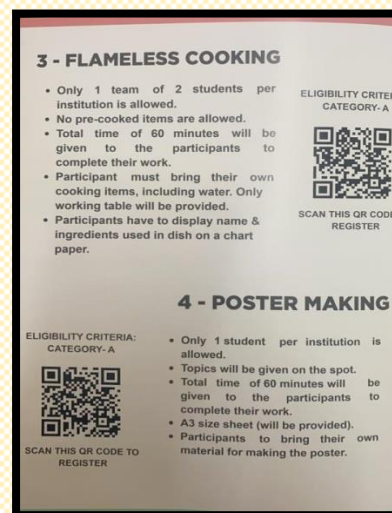 3 - FLAMELESS COOKING
• Only 1 team of 2 students per
institution is allowed.
• No pre-cooked items are allowed.
• Total time of 60 minutes will be
given to the participants to
complete their work.
• Participant must bring their own
cooking items, including water. Only
working table will be provided.
• Participants have to display name &
ingredients used in dish on a chart
paper.
ELIGIBILITY CRITE
CATEGORY- A
SCAN THIS QR COD
REGISTER
4 - POSTER MAKING
ELIGIBILITY CRITERIA:
CATEGORY- A
SCAN THIS QR CODE TO
REGISTER
• Only 1 student per institution is
allowed.
• Topics will be given on the spot.
• Total time of 60 minutes will be
given to the participants to
complete their work.
• A3 size sheet (will be provided).
• Participants to bring their own
material for making the poster.